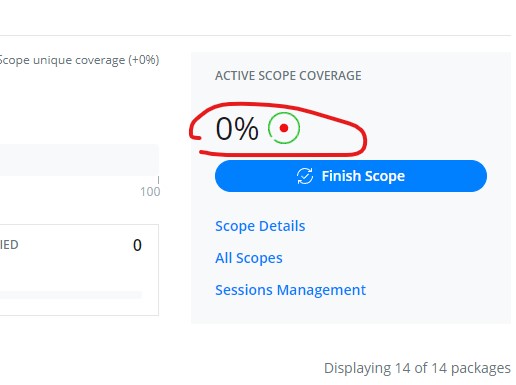 Scope unique coverage (+0%)
ACTIVE SCOPE COVERAGE
0%
Finish Scope
100
Scope Details
IED
0
All Scopes
Sessions Management
Displaying 14 of 14 packages